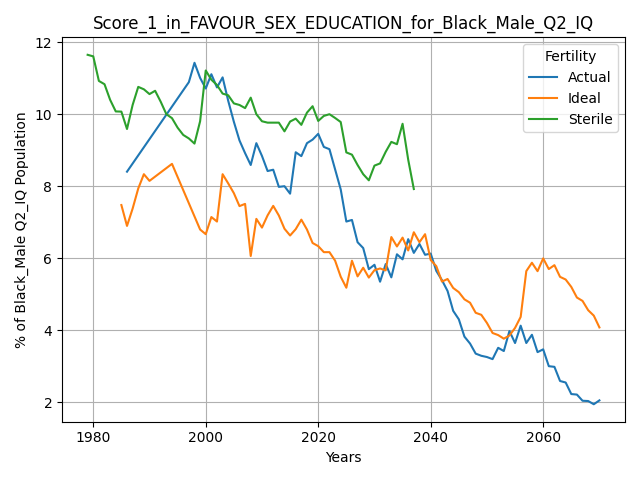 Score_1_in_FAVOUR_SEX_EDUCATION_for_Black_Male_Q2_IQ
% of Black_Male Q2_IQ Population
12
10
8
6
4
2
Fertility
Actual
Ideal
Sterile
1980 2000 2020 2040 2060
Years